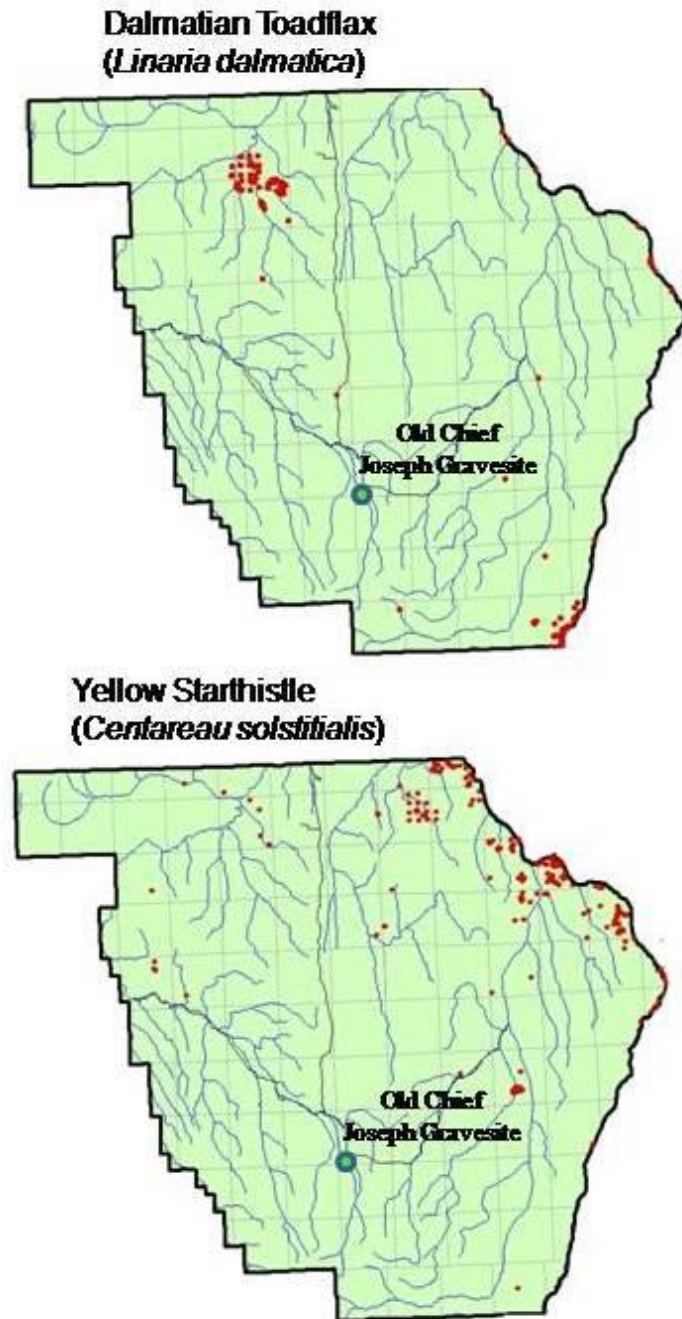 Dalmatian Toadflax
(Linaria dalmatica)
Old Chief
Joseph Gravesite
Yellow Starthistle
(Centareau solstitialis)
Old Chief
Joseph Gravesite